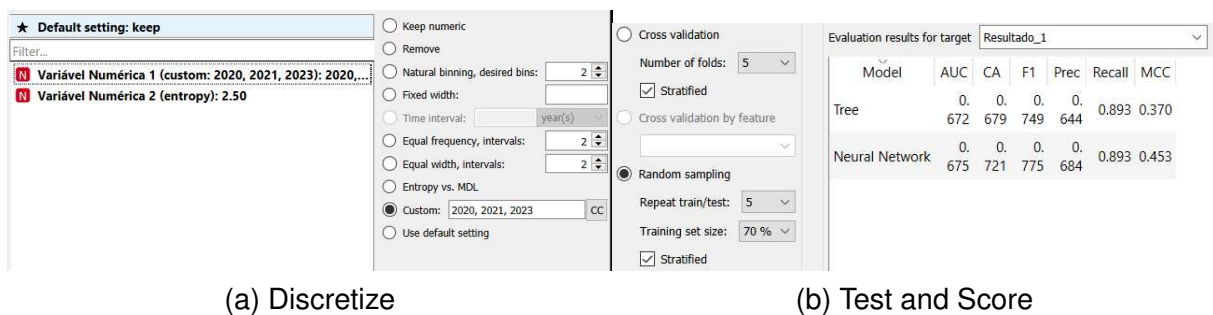 ★ Default setting: keep
Filter...
N Variável Numérica 1 (custom: 2020, 2021, 2023): 2020,...
N Variável Numérica 2 (entropy): 2.50
Keep numeric
Remove
Natural binning, desired bins: 2
Fixed width:
Time interval: year(s)
Equal frequency, intervals: 2
Equal width, intervals: 2
Entropy vs. MDL
Custom: 2020, 2021, 2023 CC
Use default setting
(a) Discretize
Cross validation
Number of folds: 5
Stratified
Cross validation by feature
Random sampling
Repeat train/test: 5
Training set size: 70 %
Stratified
Evaluation results for target Resultado_1
Model AUC CA F1 Prec Recall MCC
Tree 0.672 0.679 0.749 0.644 0.893 0.370
Neural Network 0.675 0.721 0.775 0.684 0.893 0.453
(b) Test and Score